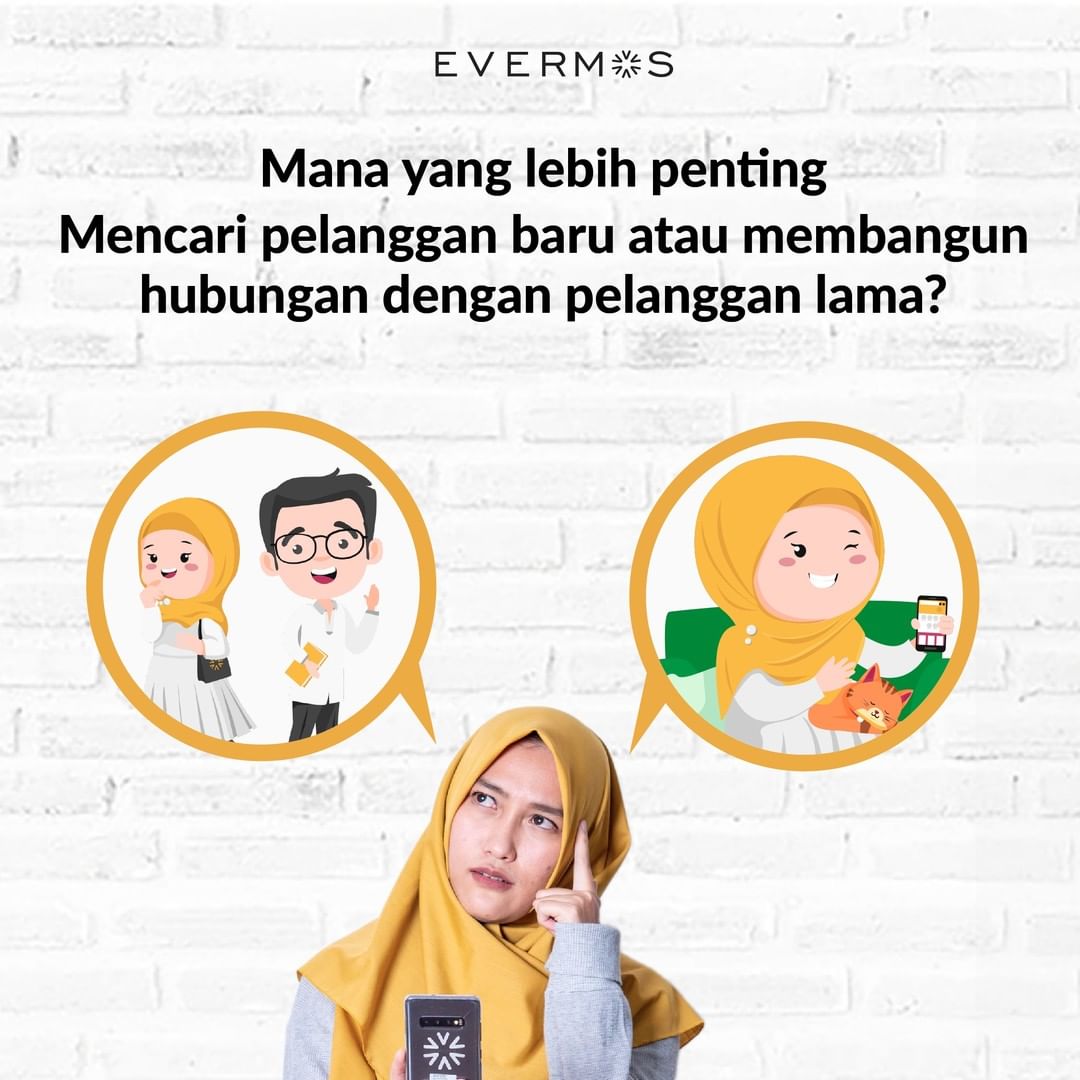 EVERMOS
Mana yang lebih penting
Mencari pelanggan baru atau membangun
hubungan dengan pelanggan lama?